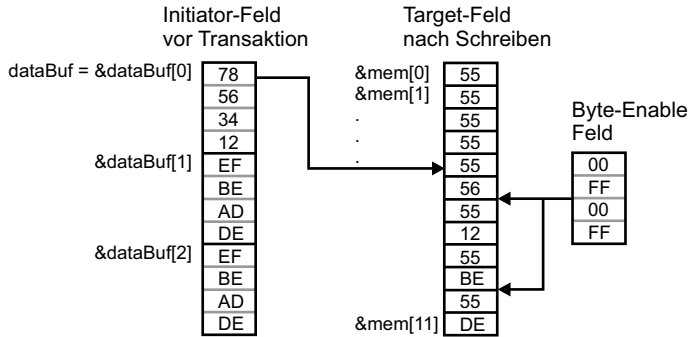 Initiator-Feld
vor Transaktion
Target-Feld
nach Schreiben
dataBuf = &dataBuf[0]
78
56
34
12
&dataBuf[1]
EF
BE
AD
DE
&dataBuf[2]
EF
BE
AD
DE
&mem[0]
&mem[1]
.
.
.
&mem[11]
55
55
55
55
55
56
55
12
55
BE
55
DE
Byte-Enable
Feld
00
FF
00
FF